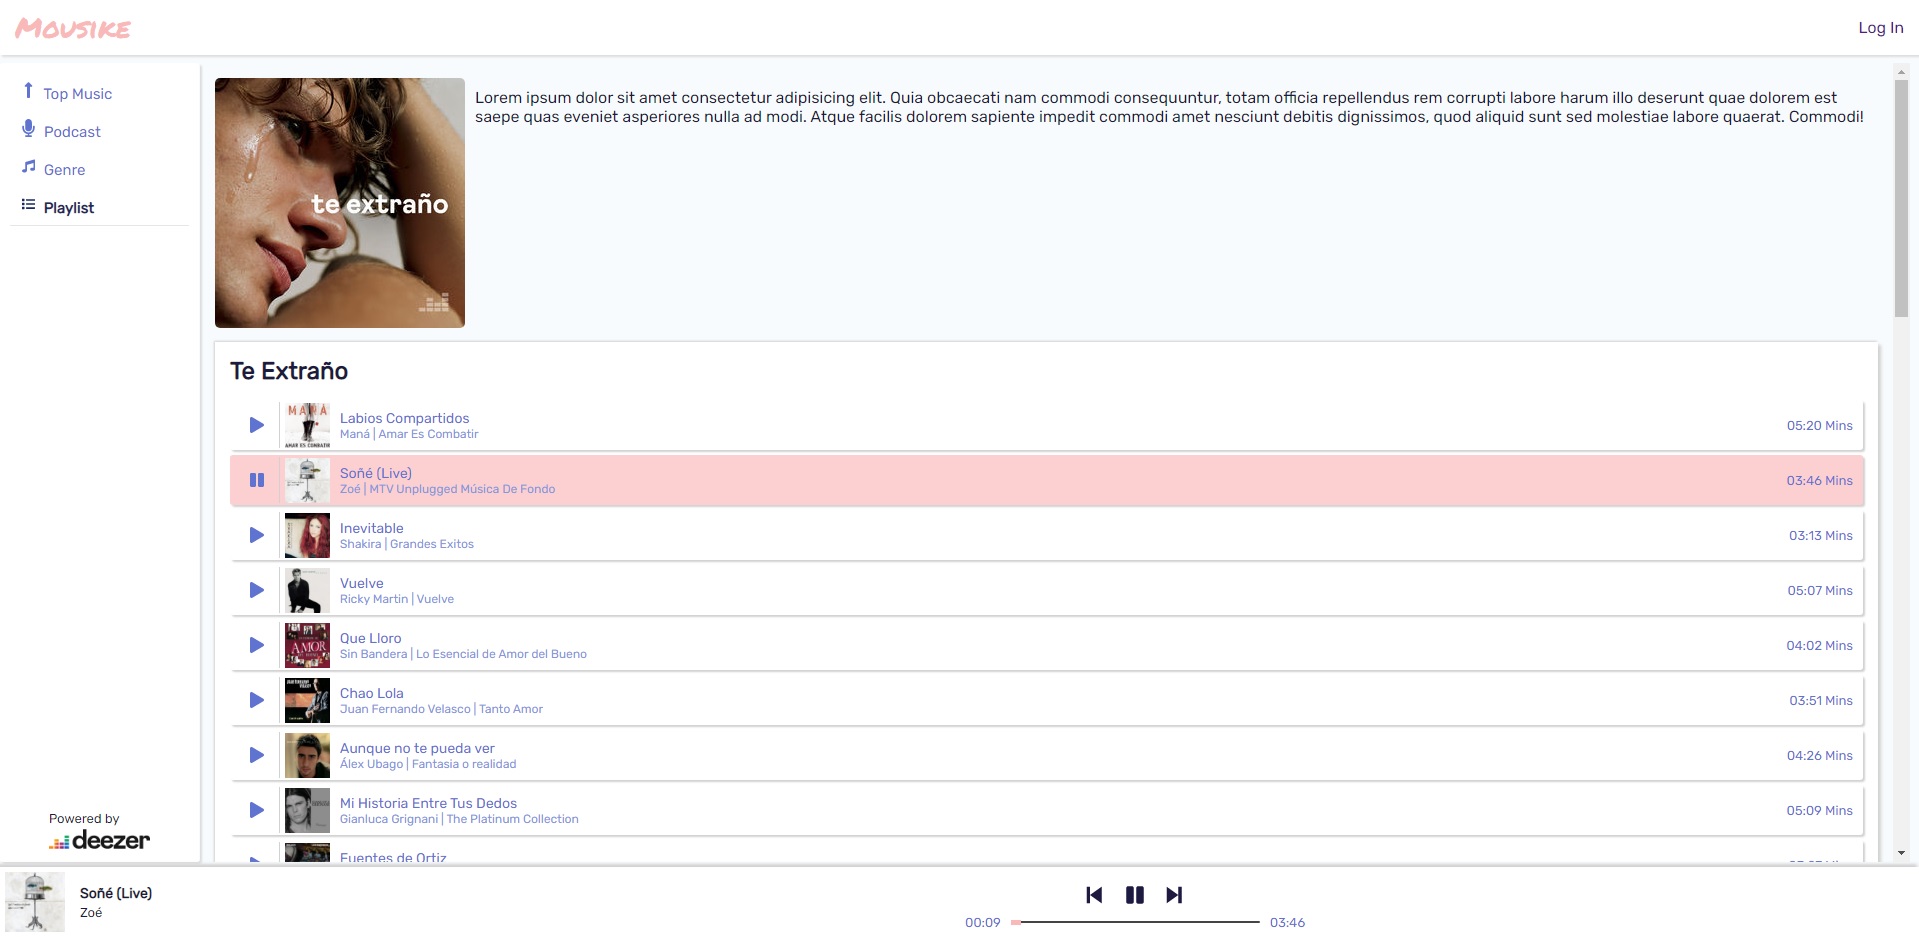 Mousike
Log In
Top Music
Podcast
Genre
Playlist
te extraño
Lorem ipsum dolor sit amet consectetur adipisicing elit. Quia obcaecati nam commodi consequuntur, totam officia repellendus rem corrupti labore harum illo deserunt quae dolorem est
saepe quas eveniet asperiores nulla ad modi. Atque facilis dolorem sapiente impedit commodi amet nesciunt debitis dignissimos, quod aliquid sunt sed molestiae labore quaerat. Commodi!
Te Extraño
MANÁ
AMAR ES COMBATIR
Labios Compartidos
Maná | Amar Es Combatir
05:20 Mins
Soñé (Live)
Zoé | MTV Unplugged Música De Fondo
03:46 Mins
Inevitable
Shakira | Grandes Exitos
03:13 Mins
Vuelve
Ricky Martin | Vuelve
05:07 Mins
AMOR
Que Lloro
Sin Bandera | Lo Esencial de Amor del Bueno
04:02 Mins
Chao Lola
Juan Fernando Velasco | Tanto Amor
03:51 Mins
Aunque no te pueda ver
Álex Ubago | Fantasia o realidad
04:26 Mins
Mi Historia Entre Tus Dedos
Gianluca Grignani | The Platinum Collection
05:09 Mins
Fuentes de Ortiz
Powered by
deezer
Soñé (Live)
Zoé
00:09
03:46